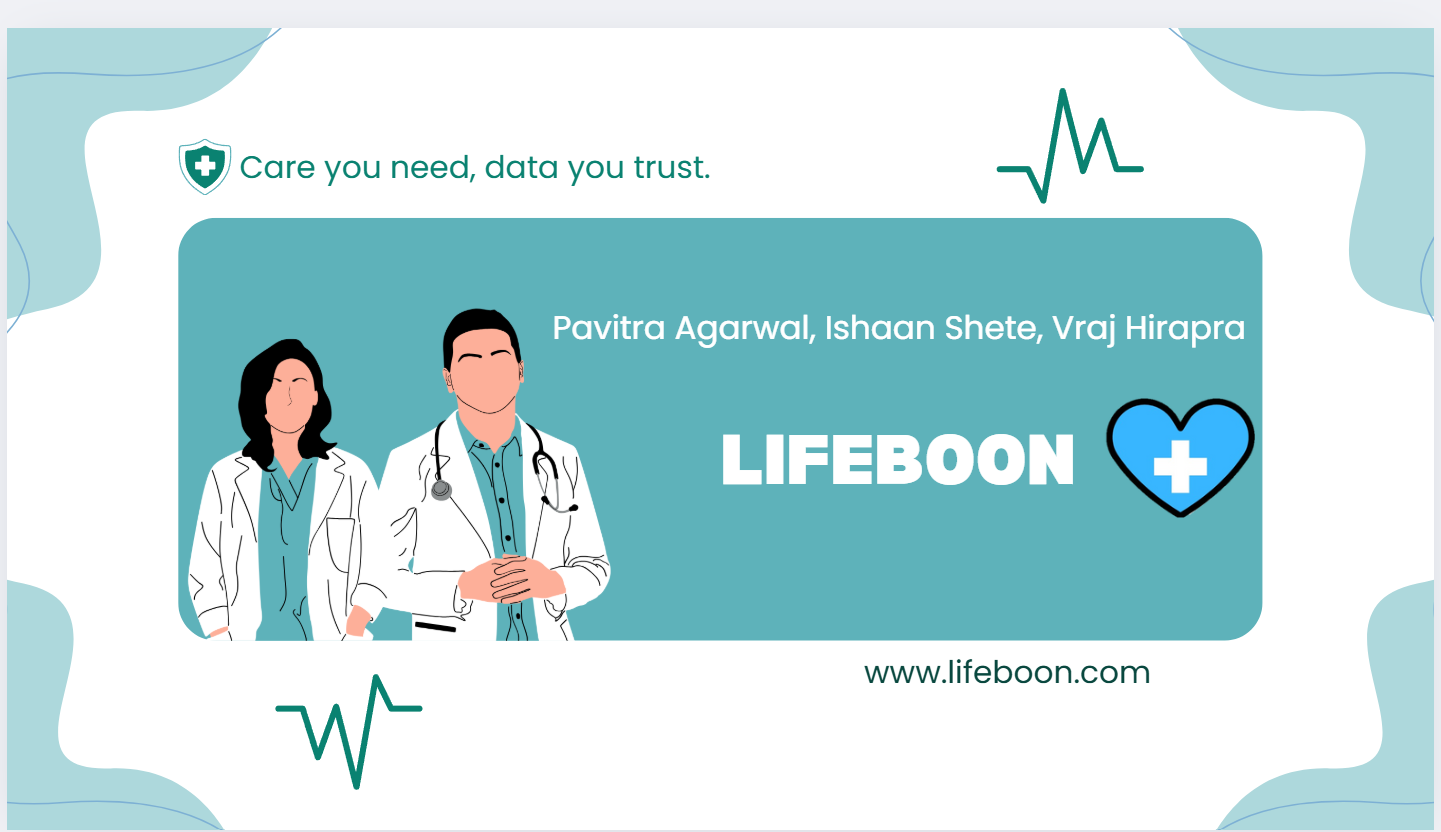 Care you need, data you trust.
Pavitra Agarwal, Ishaan Shete, Vraj Hirapra
LIFEBOON
www.lifeboon.com